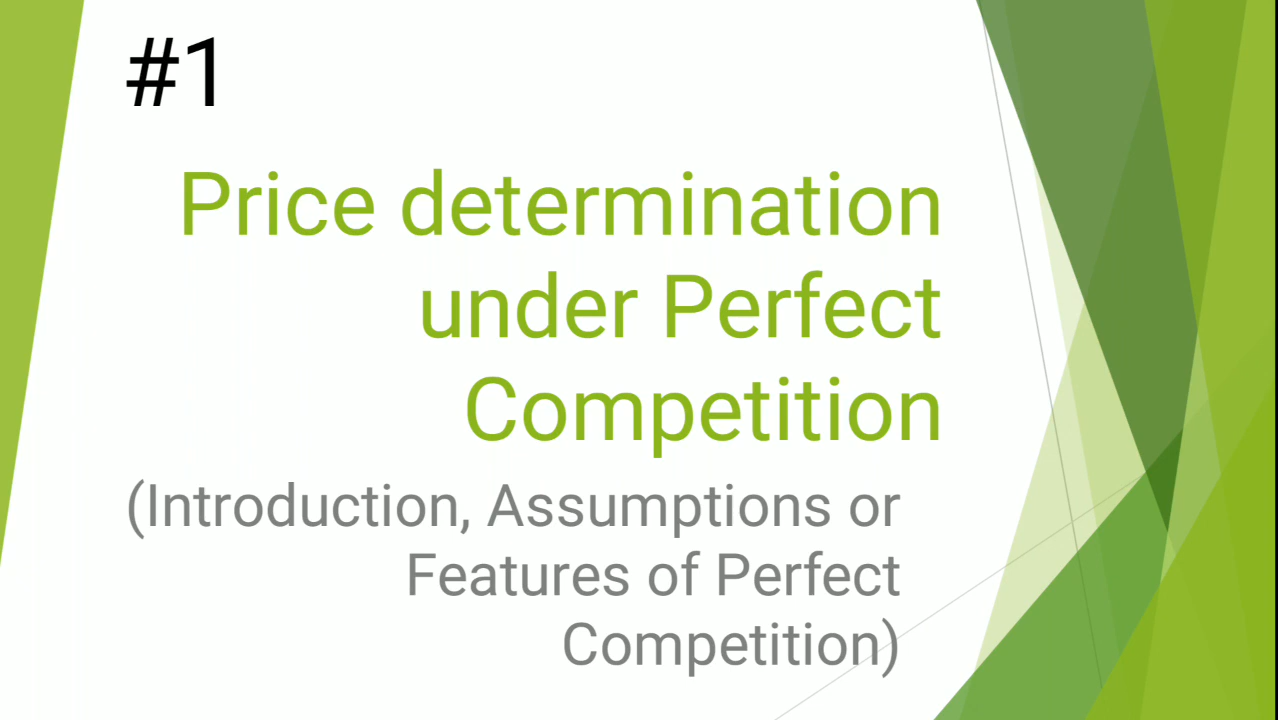 #1
Price determination
under Perfect
Competition
(Introduction, Assumptions or
Features of Perfect
Competition)